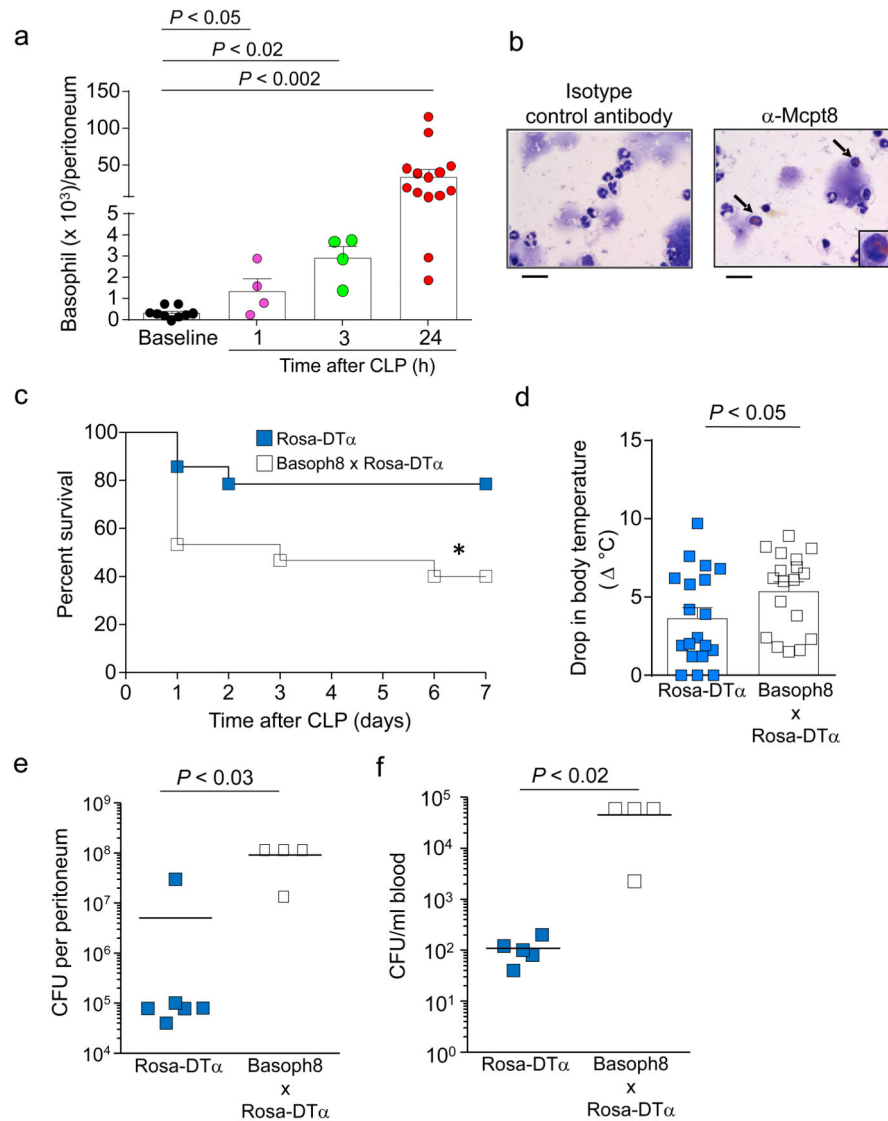 a
P < 0.05
P < 0.02
P < 0.002
Basophil (x 10³)/peritoneum
150
100
50
5
4
3
2
1
0
Baseline
1
3
24
Time after CLP (h)
b
Isotype
control antibody
α-Mcpt8
c
Percent survival
100
80
60
40
20
0
Rosa-DTα
Basoph8 x Rosa-DTα
*
0
1
2
3
4
5
6
7
Time after CLP (days)
d
P < 0.05
Drop in body temperature
(Δ °C)
15
10
5
0
Rosa-DTα
Basoph8
x
Rosa-DTα
e
P < 0.03
CFU per peritoneum
10⁹
10⁸
10⁷
10⁶
10⁵
10⁴
Rosa-DTα
Basoph8
x
Rosa-DTα
f
P < 0.02
CFU/ml blood
10⁵
10⁴
10³
10²
10¹
10⁰
Rosa-DTα
Basoph8
x
Rosa-DTα